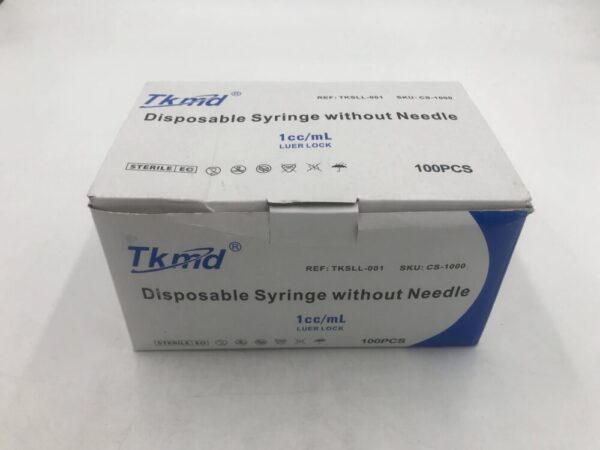 Tkmd®
REF: TKSLL-001 SKU: CS-1000
Disposable Syringe without Needle
1cc/mL
LUER LOCK
STERILE EO
100PCS
Tkmd®
REF: TKSLL-001 SKU: CS-1000
Disposable Syringe without Needle
1cc/mL
LUER LOCK
STERILE EO
100PCS